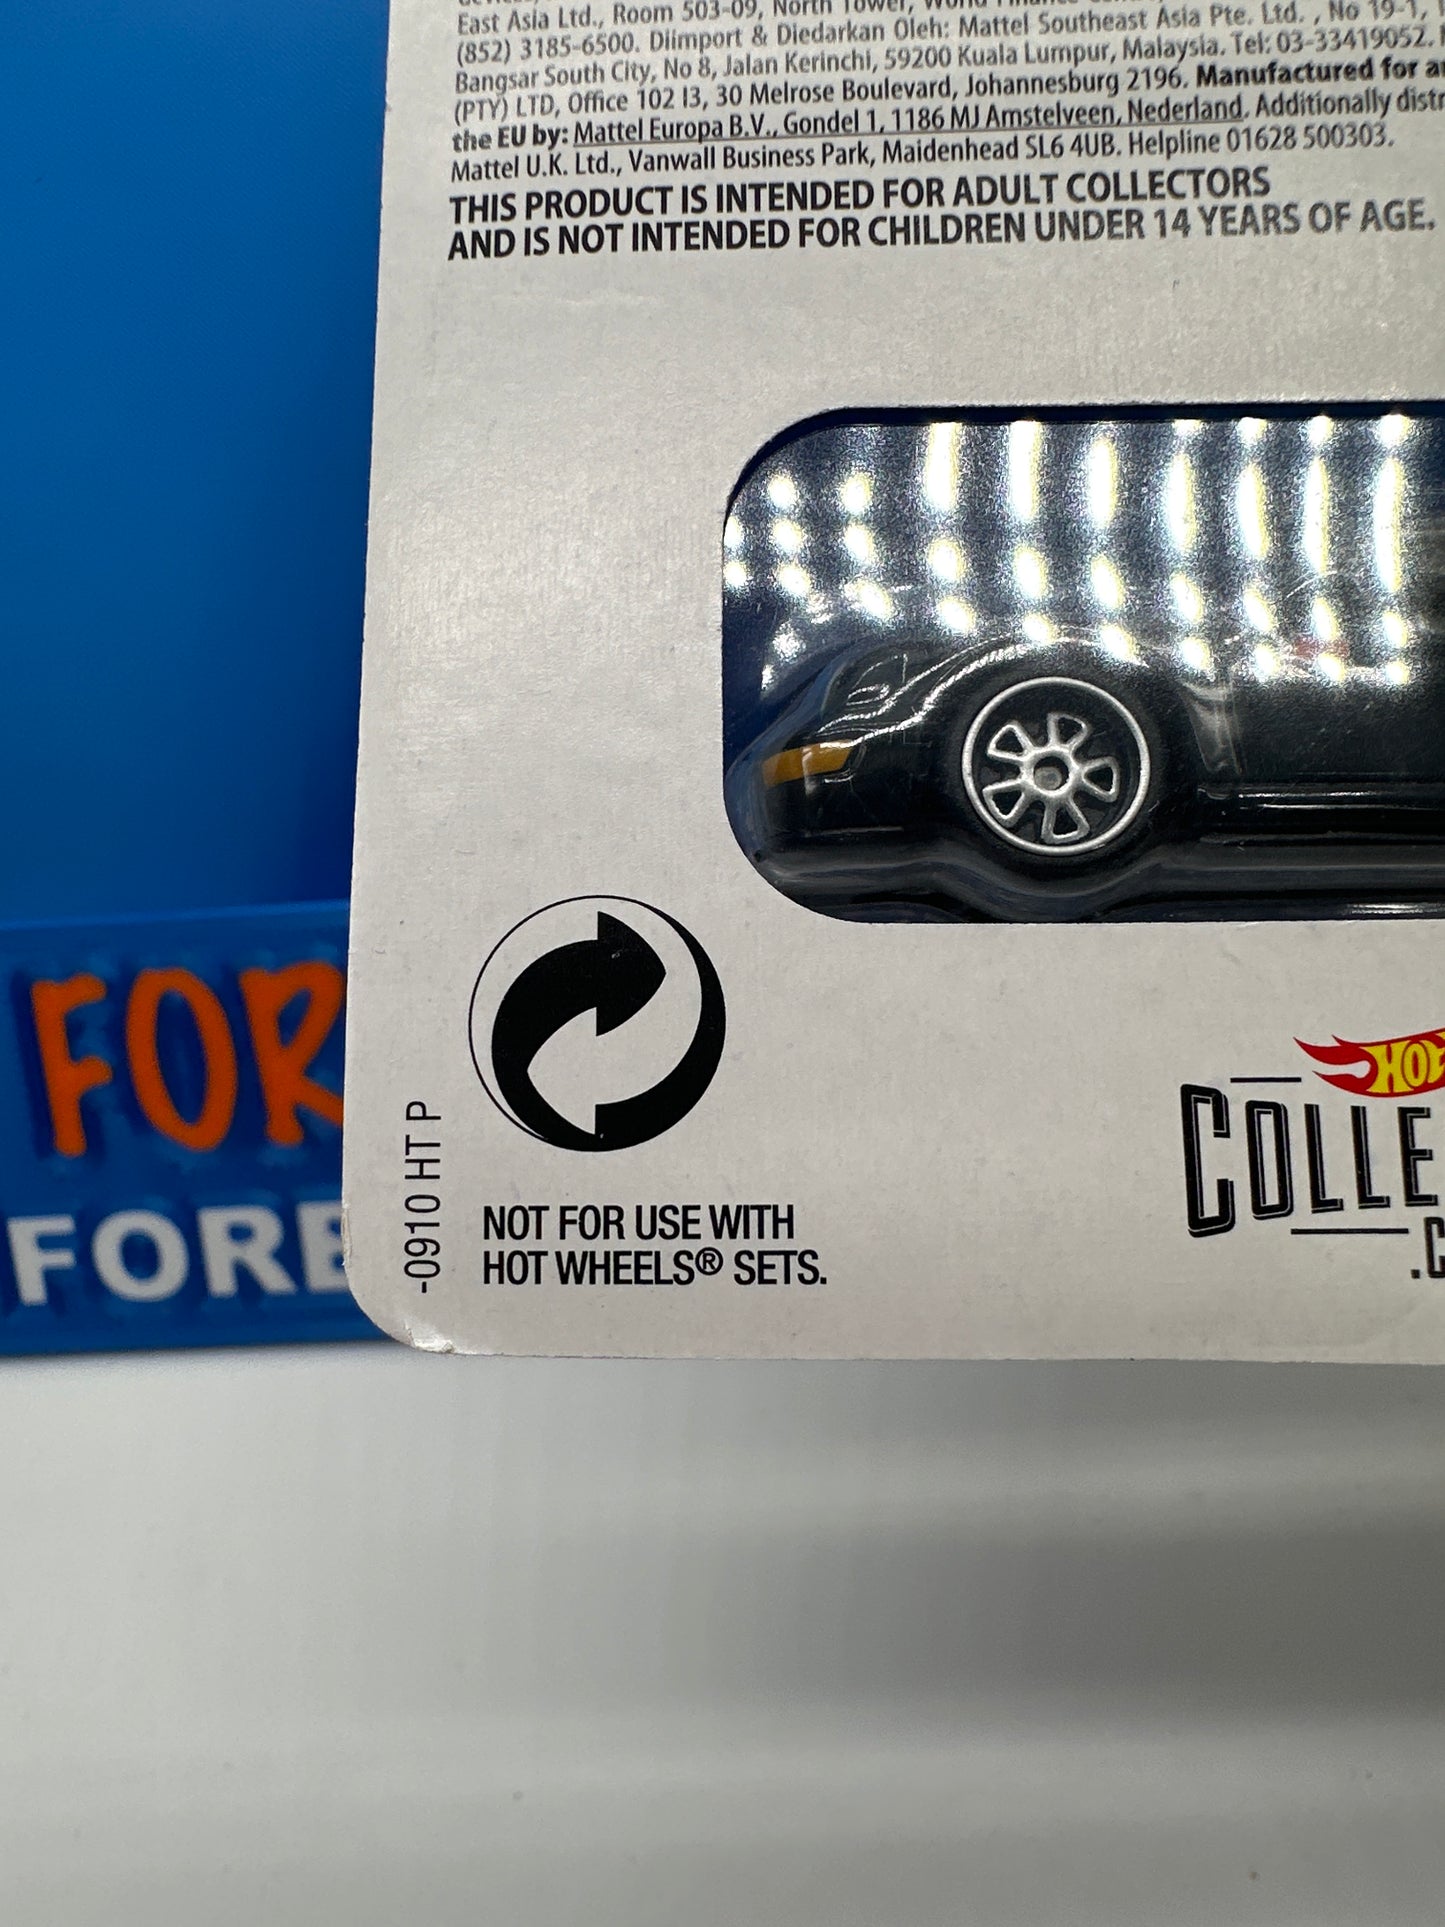 East Asia Ltd., Room 503-09, North Tower, World
(852) 3185-6500. Diimport & Diedarkan Oleh: Mattel Southeast Asia Pte. Ltd. , No 19-1,
Bangsar South City, No 8, Jalan Kerinchi, 59200 Kuala Lumpur, Malaysia. Tel: 03-33419052.
(PTY) LTD, Office 102 I3, 30 Melrose Boulevard, Johannesburg 2196. Manufactured for
the EU by: Mattel Europa B.V., Gondel 1, 1186 MJ Amstelveen, Nederland. Additionally distr
Mattel U.K. Ltd., Vanwall Business Park, Maidenhead SL6 4UB. Helpline 01628 500303.
THIS PRODUCT IS INTENDED FOR ADULT COLLECTORS
AND IS NOT INTENDED FOR CHILDREN UNDER 14 YEARS OF AGE.
FOR
FORE
-0910 HT P
NOT FOR USE WITH
HOT WHEELS® SETS.
HOT
COLLE
.C